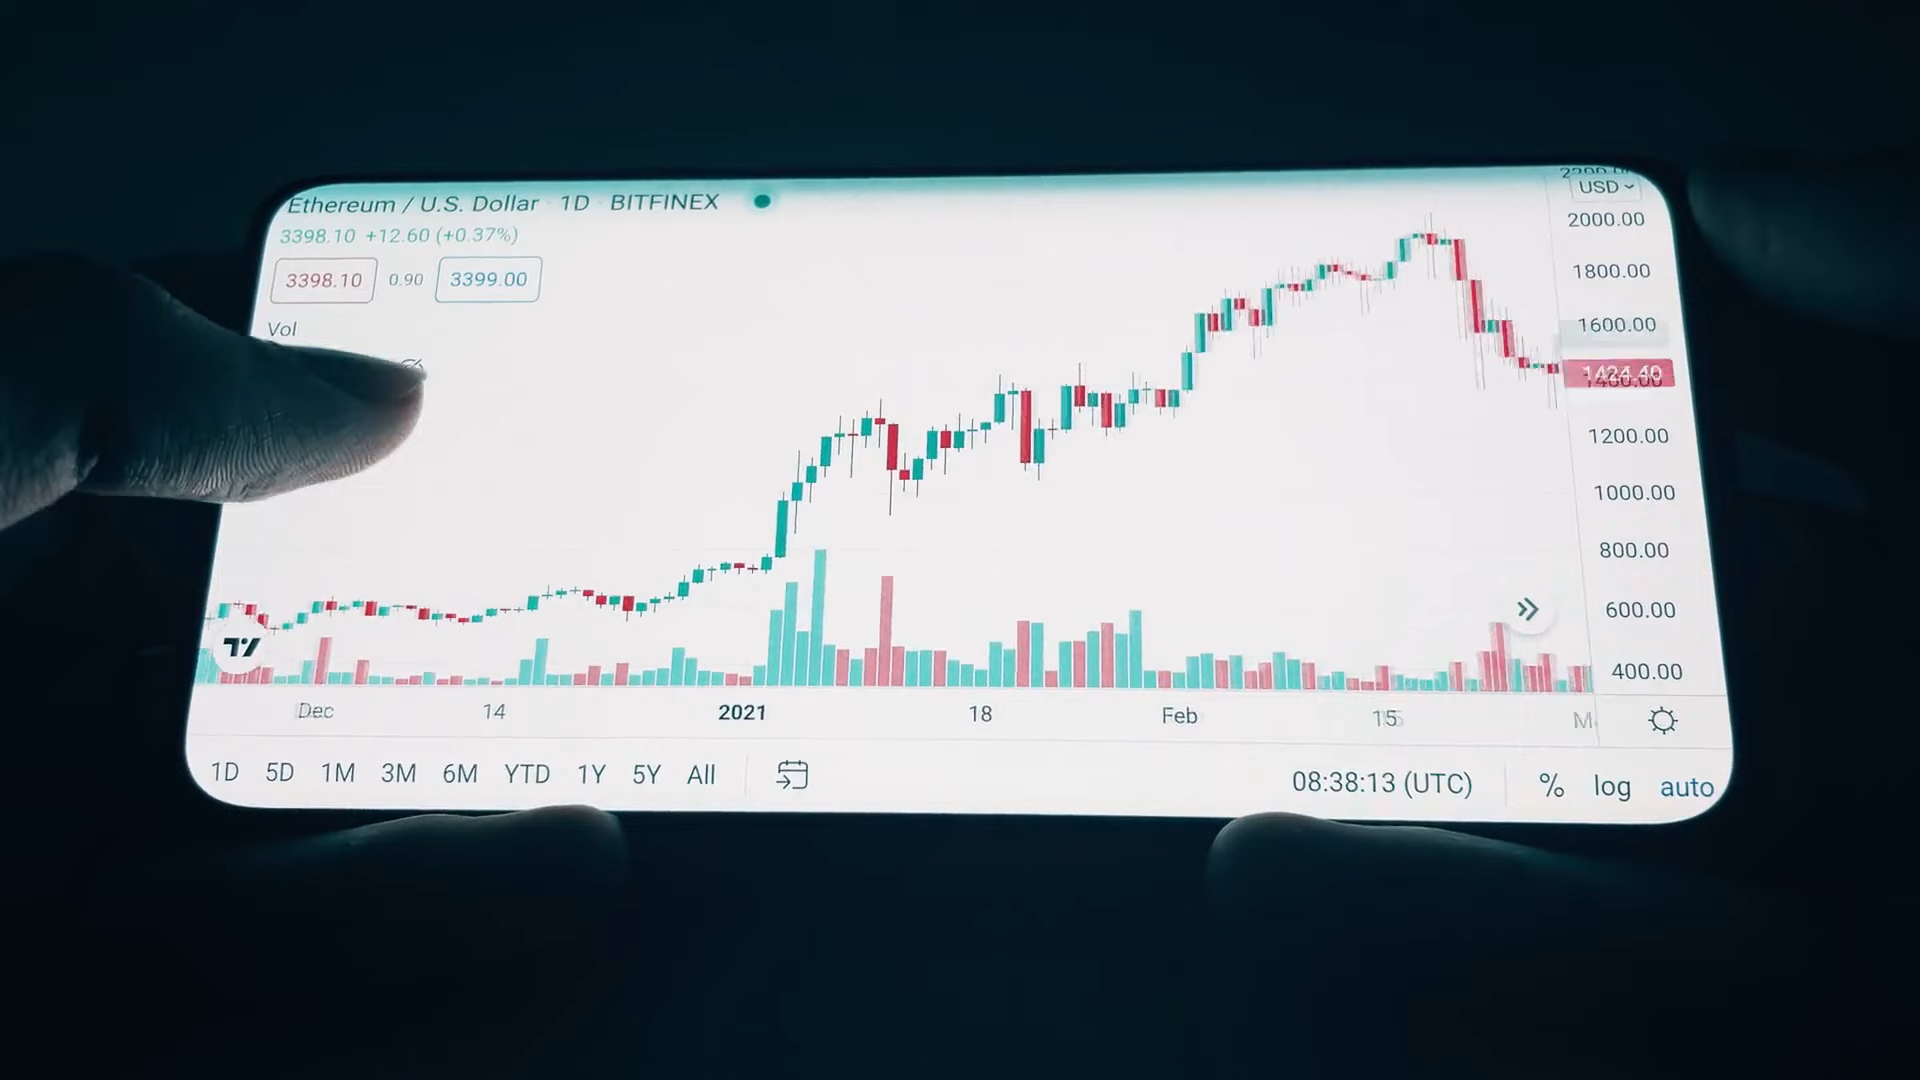 Ethereum / U.S. Dollar · 1D · BITFINEX
3398.10 +12.60 (+0.37%)
3398.10 0.90 3399.00
Vol
USD
2000.00
1800.00
1600.00
1424.40
1200.00
1000.00
800.00
600.00
400.00
Dec 14 2021 18 Feb 15
1D 5D 1M 3M 6M YTD 1Y 5Y All 08:38:13 (UTC) % log auto